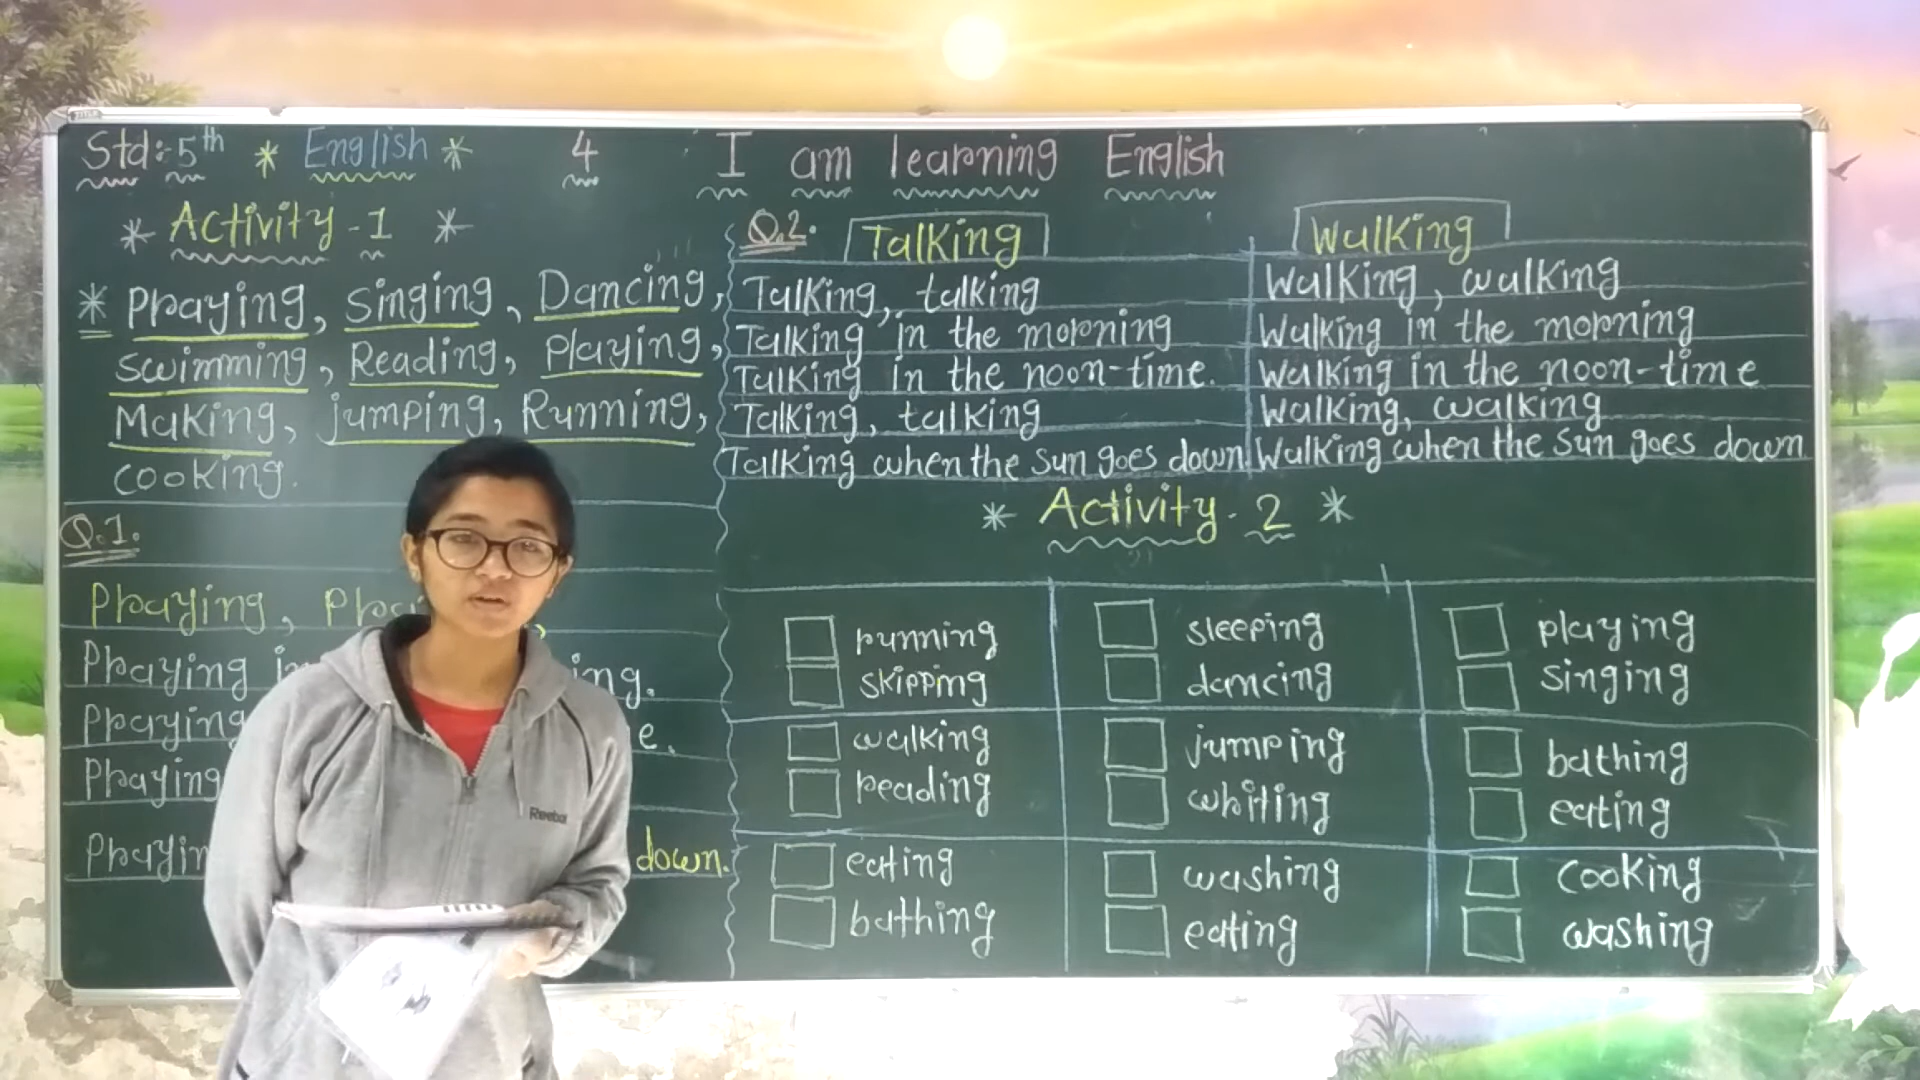 Std: 5th * English * 4 I am learning English
* Activity - 1 *
* Praying, Singing, Dancing,
swimming, Reading, Playing,
Making, jumping, Running,
cooking.
Q.1.
Praying,
Praying ing.
Praying e.
Praying
down.
Q.2. Talking
Talking, talking
Talking in the morning
Talking in the noon-time.
Talking, talking
Talking when the sun goes down.
Walking
Walking, walking
Walking in the morning
Walking in the noon-time
Walking, walking
Walking when the sun goes down
* Activity - 2 *
running
skipping
sleeping
dancing
playing
singing
walking
reading
jumping
writing
bathing
eating
eating
bathing
washing
eating
cooking
washing
Reebok